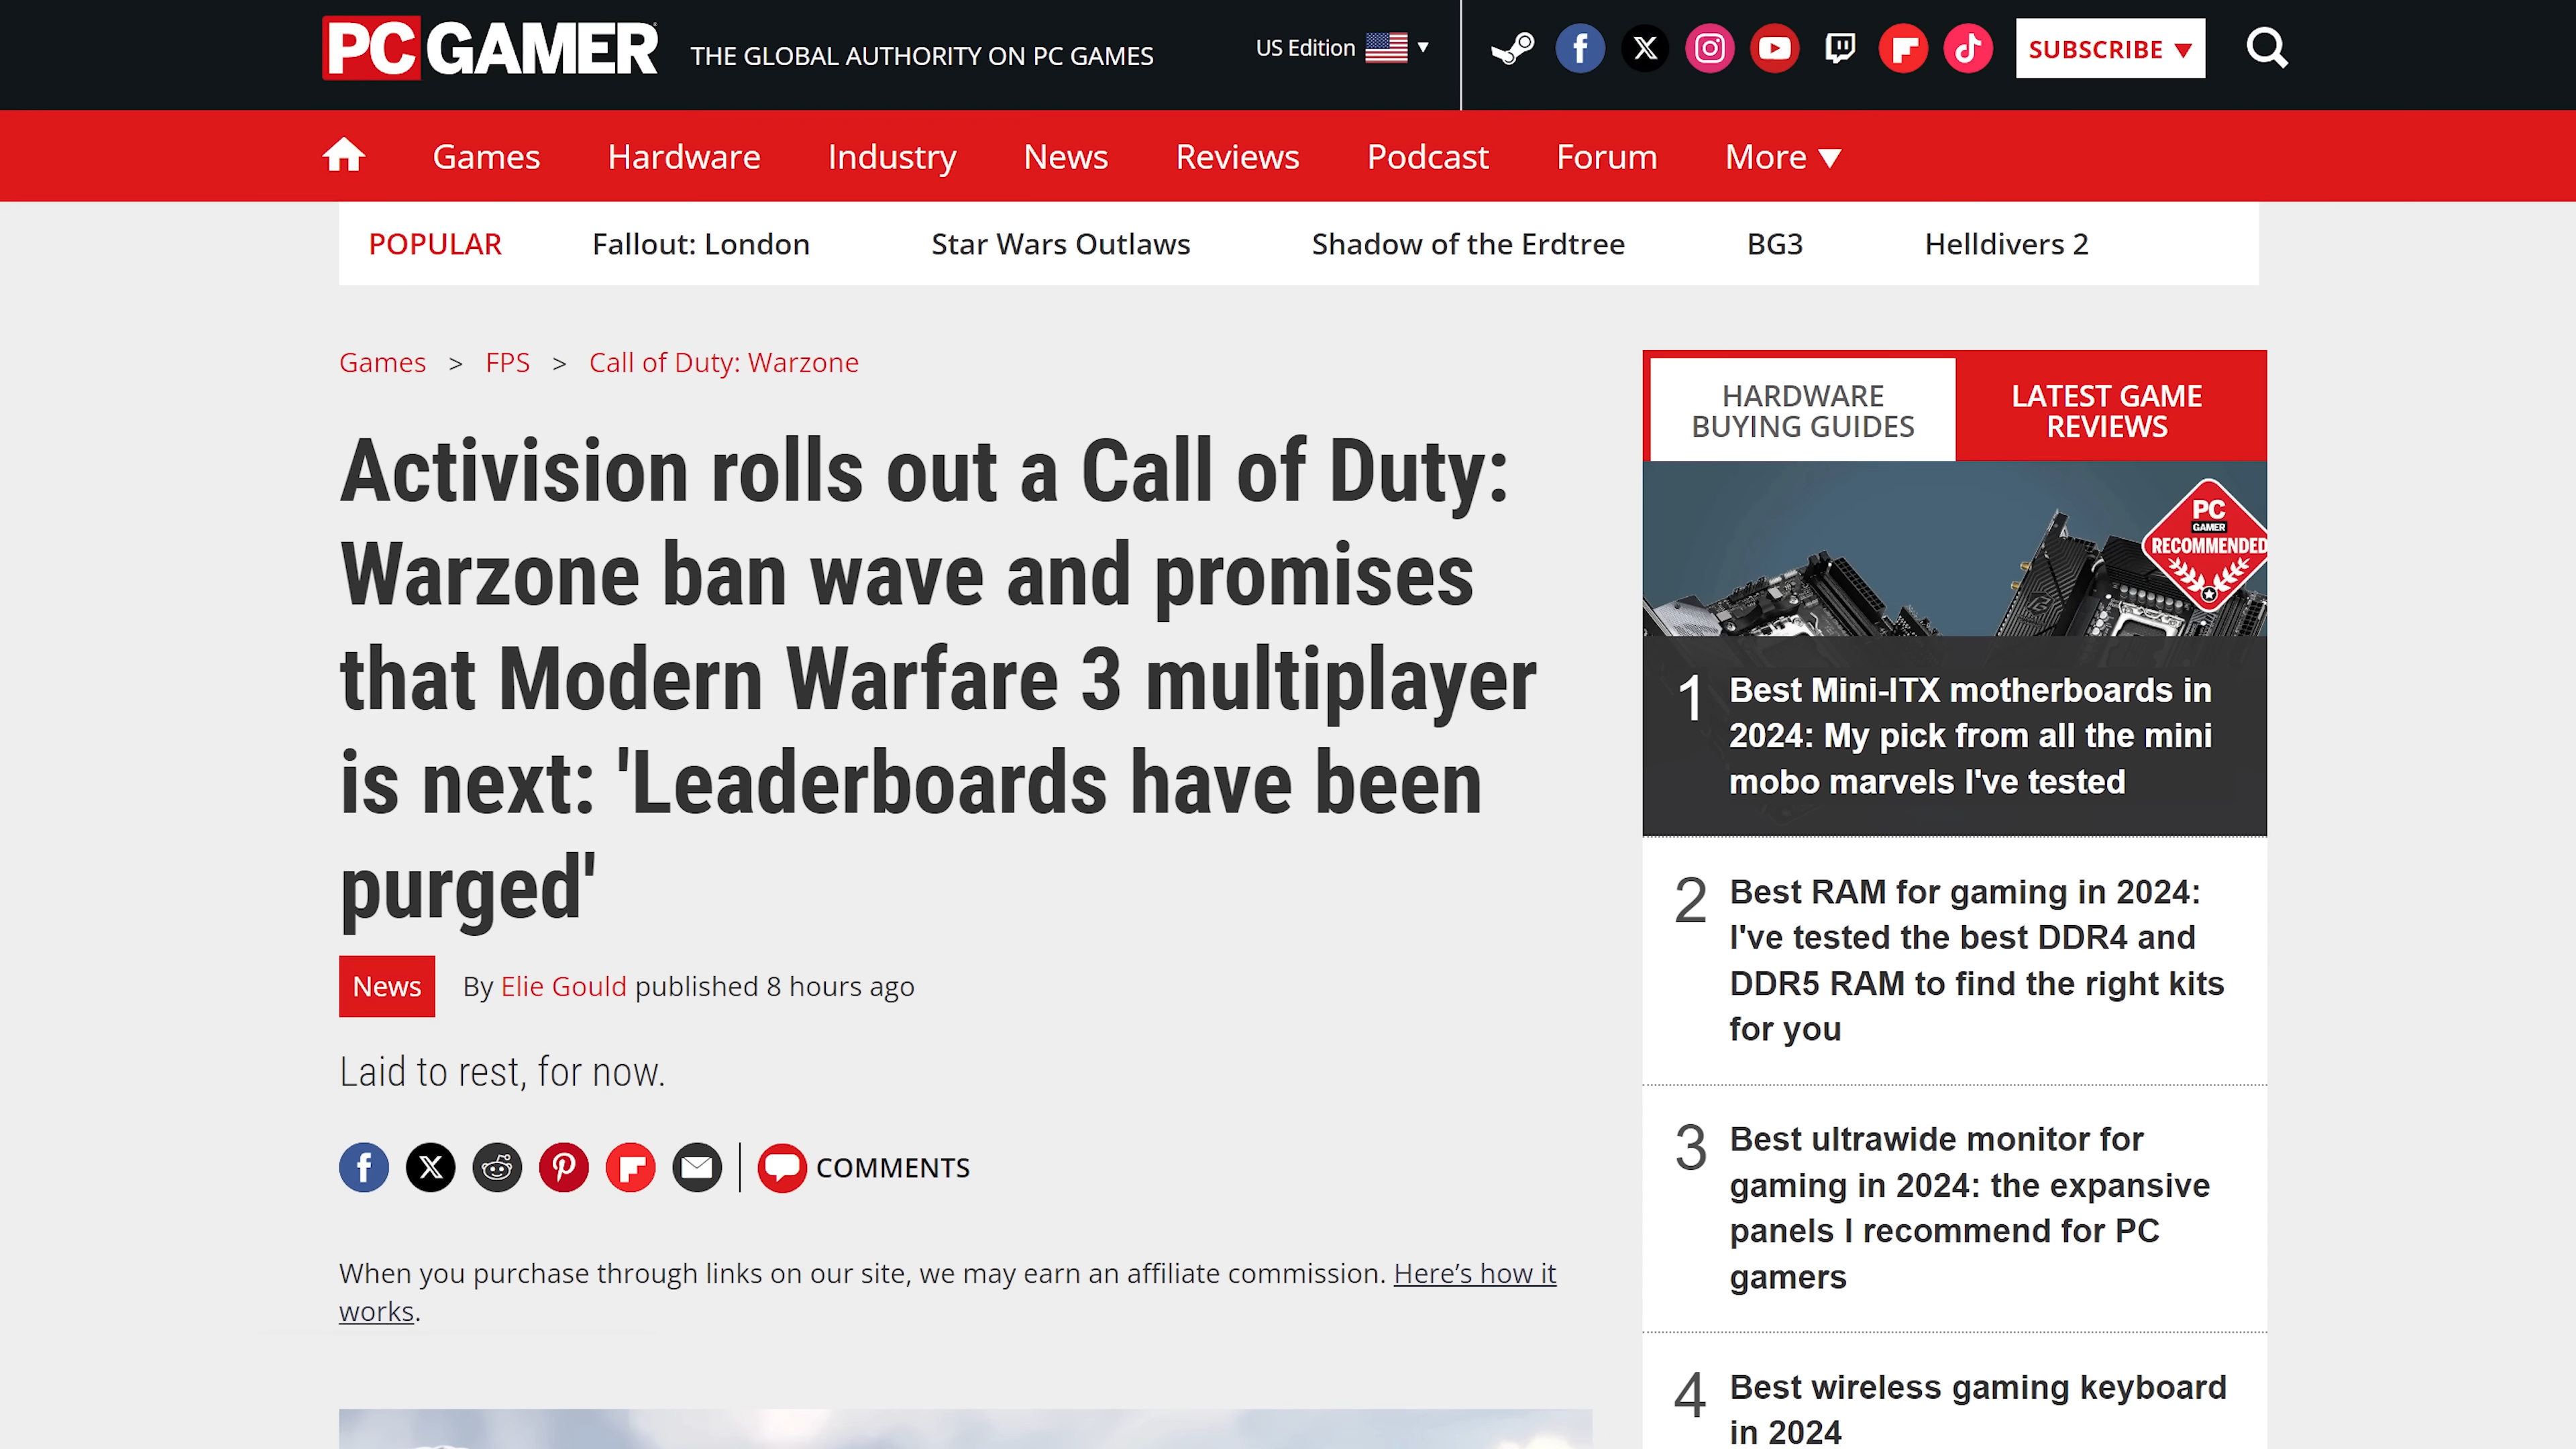 PC GAMER
THE GLOBAL AUTHORITY ON PC GAMES
US Edition
SUBSCRIBE
Games
Hardware
Industry
News
Reviews
Podcast
Forum
More
POPULAR
Fallout: London
Star Wars Outlaws
Shadow of the Erdtree
BG3
Helldivers 2
Games > FPS > Call of Duty: Warzone
Activision rolls out a Call of Duty:
Warzone ban wave and promises
that Modern Warfare 3 multiplayer
is next: 'Leaderboards have been
purged'
News
By Elie Gould published 8 hours ago
Laid to rest, for now.
COMMENTS
When you purchase through links on our site, we may earn an affiliate commission. Here's how it
works.
HARDWARE
BUYING GUIDES
LATEST GAME
REVIEWS
PC
GAMER
RECOMMENDED
1 Best Mini-ITX motherboards in
2024: My pick from all the mini
mobo marvels I've tested
2 Best RAM for gaming in 2024:
I've tested the best DDR4 and
DDR5 RAM to find the right kits
for you
3 Best ultrawide monitor for
gaming in 2024: the expansive
panels I recommend for PC
gamers
4 Best wireless gaming keyboard
in 2024